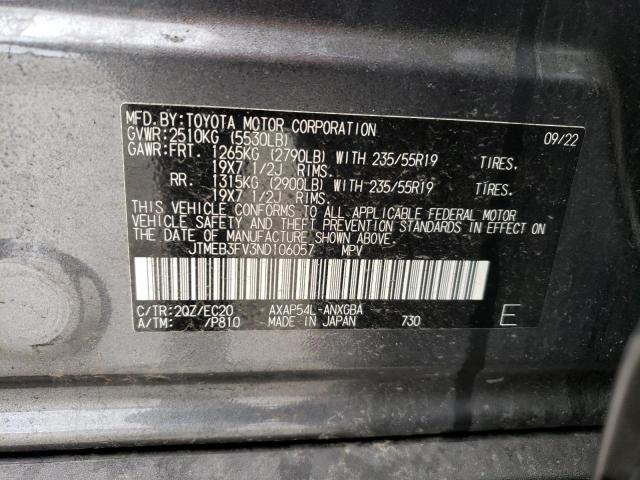 MFD.BY:TOYOTA MOTOR CORPORATION 09/22
GVWR:2510KG (5530LB)
GAWR:FRT. 1265KG (2790LB) WITH 235/55R19 TIRES.
19X7 1/2J RIMS.
RR. 1315KG (2900LB) WITH 235/55R19 TIRES.
19X7 1/2J RIMS.
THIS VEHICLE CONFORMS TO ALL APPLICABLE FEDERAL MOTOR
VEHICLE SAFETY AND THEFT PREVENTION STANDARDS IN EFFECT ON
THE DATE OF MANUFACTURE SHOWN ABOVE.
JTMEB3FV3ND106057 MPV
C/TR:2QZ/EC20 AXAP54L-ANXGBA
A/TM: /P810 MADE IN JAPAN 730 E